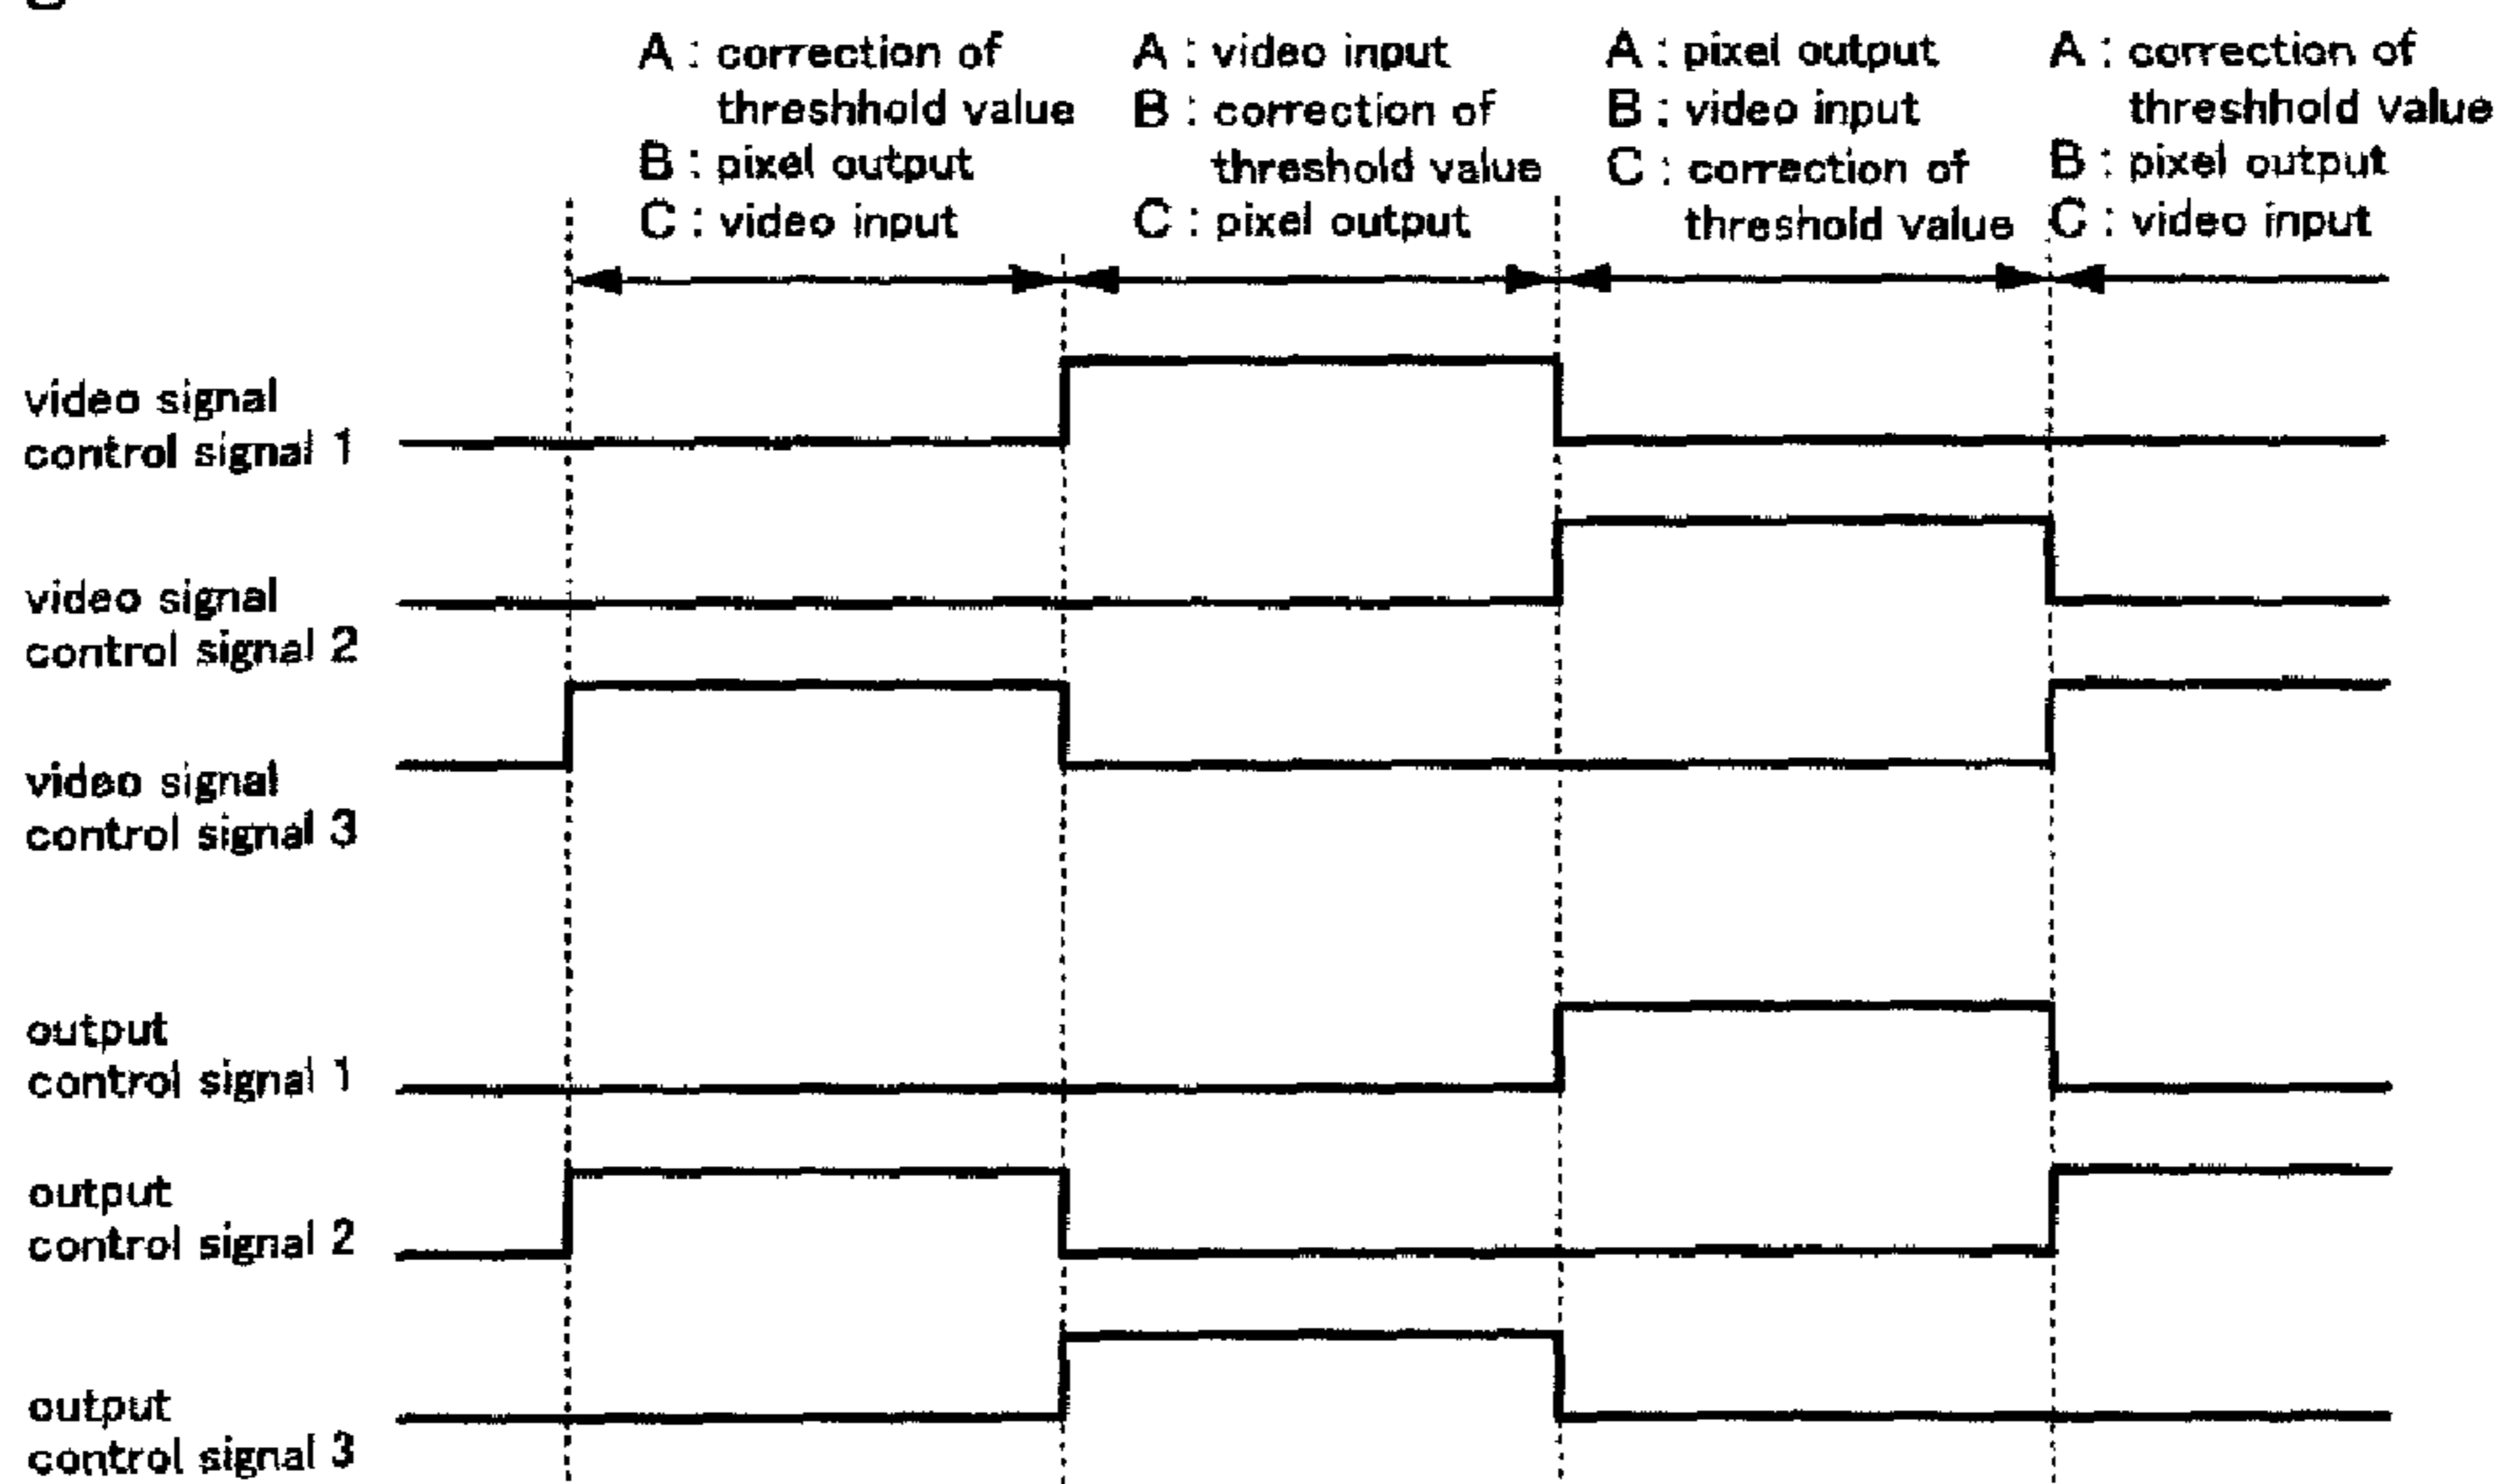 A : correction of
threshhold value
B : pixel output
C : video input
A : video input
B : correction of
threshold value
C : pixel output
A : pixel output
B : video input
C : correction of
threshold value
A : correction of
threshhold value
B : pixel output
C : video input
video signal
control signal 1
video signal
control signal 2
video signal
control signal 3
output
control signal 1
output
control signal 2
output
control signal 3